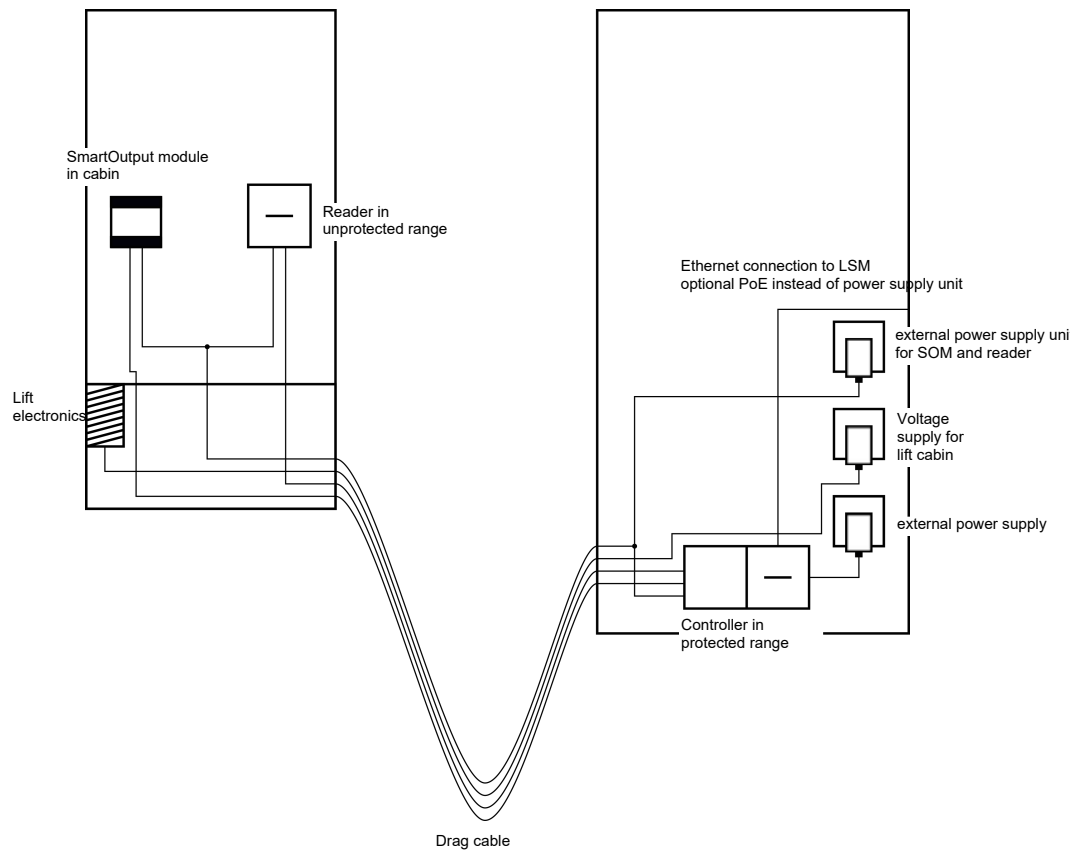 SmartOutput module
in cabin
Reader in
unprotected range
Ethernet connection to LSM
optional PoE instead of power supply unit
external power supply uni
for SOM and reader
Lift
electronics
Voltage
supply for
lift cabin
external power supply
Controller in
protected range
Drag cable